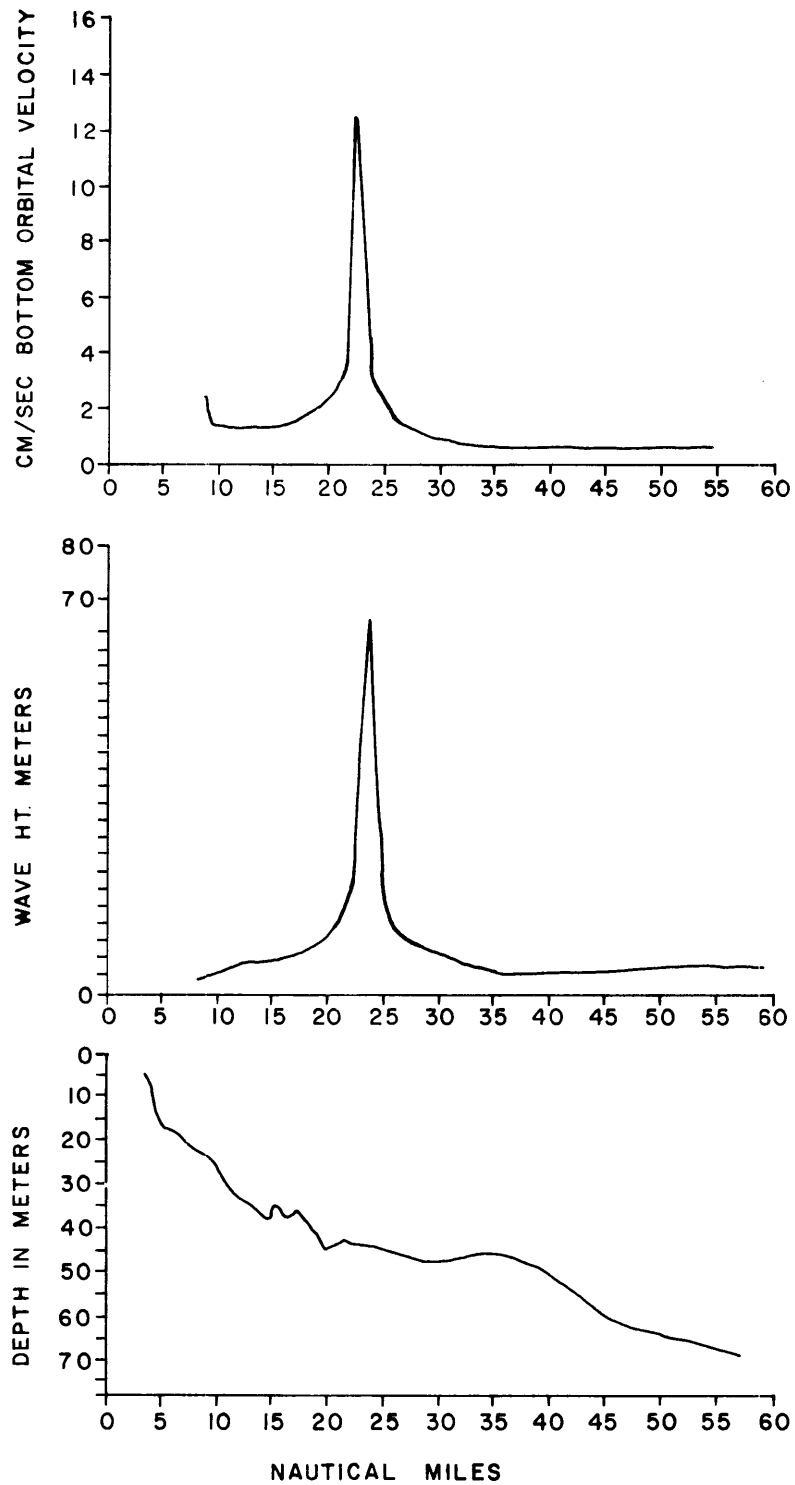 CM/SEC BOTTOM ORBITAL VELOCITY
16
14
12
10
8
6
4
2
0
0 5 10 15 20 25 30 35 40 45 50 55 60
WAVE HT. METERS
80
70
0
0 5 10 15 20 25 30 35 40 45 50 55 60
DEPTH IN METERS
0
10
20
30
40
50
60
70
0 5 10 15 20 25 30 35 40 45 50 55 60
NAUTICAL MILES